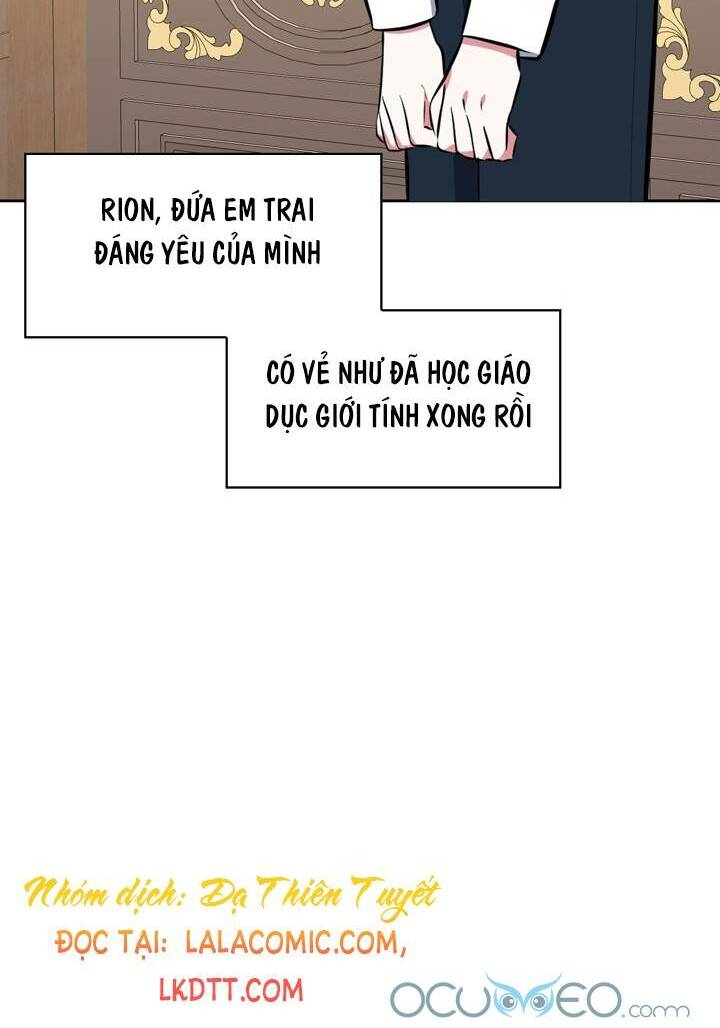 RION, ĐỨA EM TRAI
ĐÁNG YÊU CỦA MÌNH
CÓ VẺ NHƯ ĐÃ HỌC GIÁO
DỤC GIỚI TÍNH XONG RỒI
Nhóm dịch: Dạ Thiên Tuyết
ĐỌC TẠI: LALACOMIC.COM,
LKDTT.COM
OCUMEO.comm